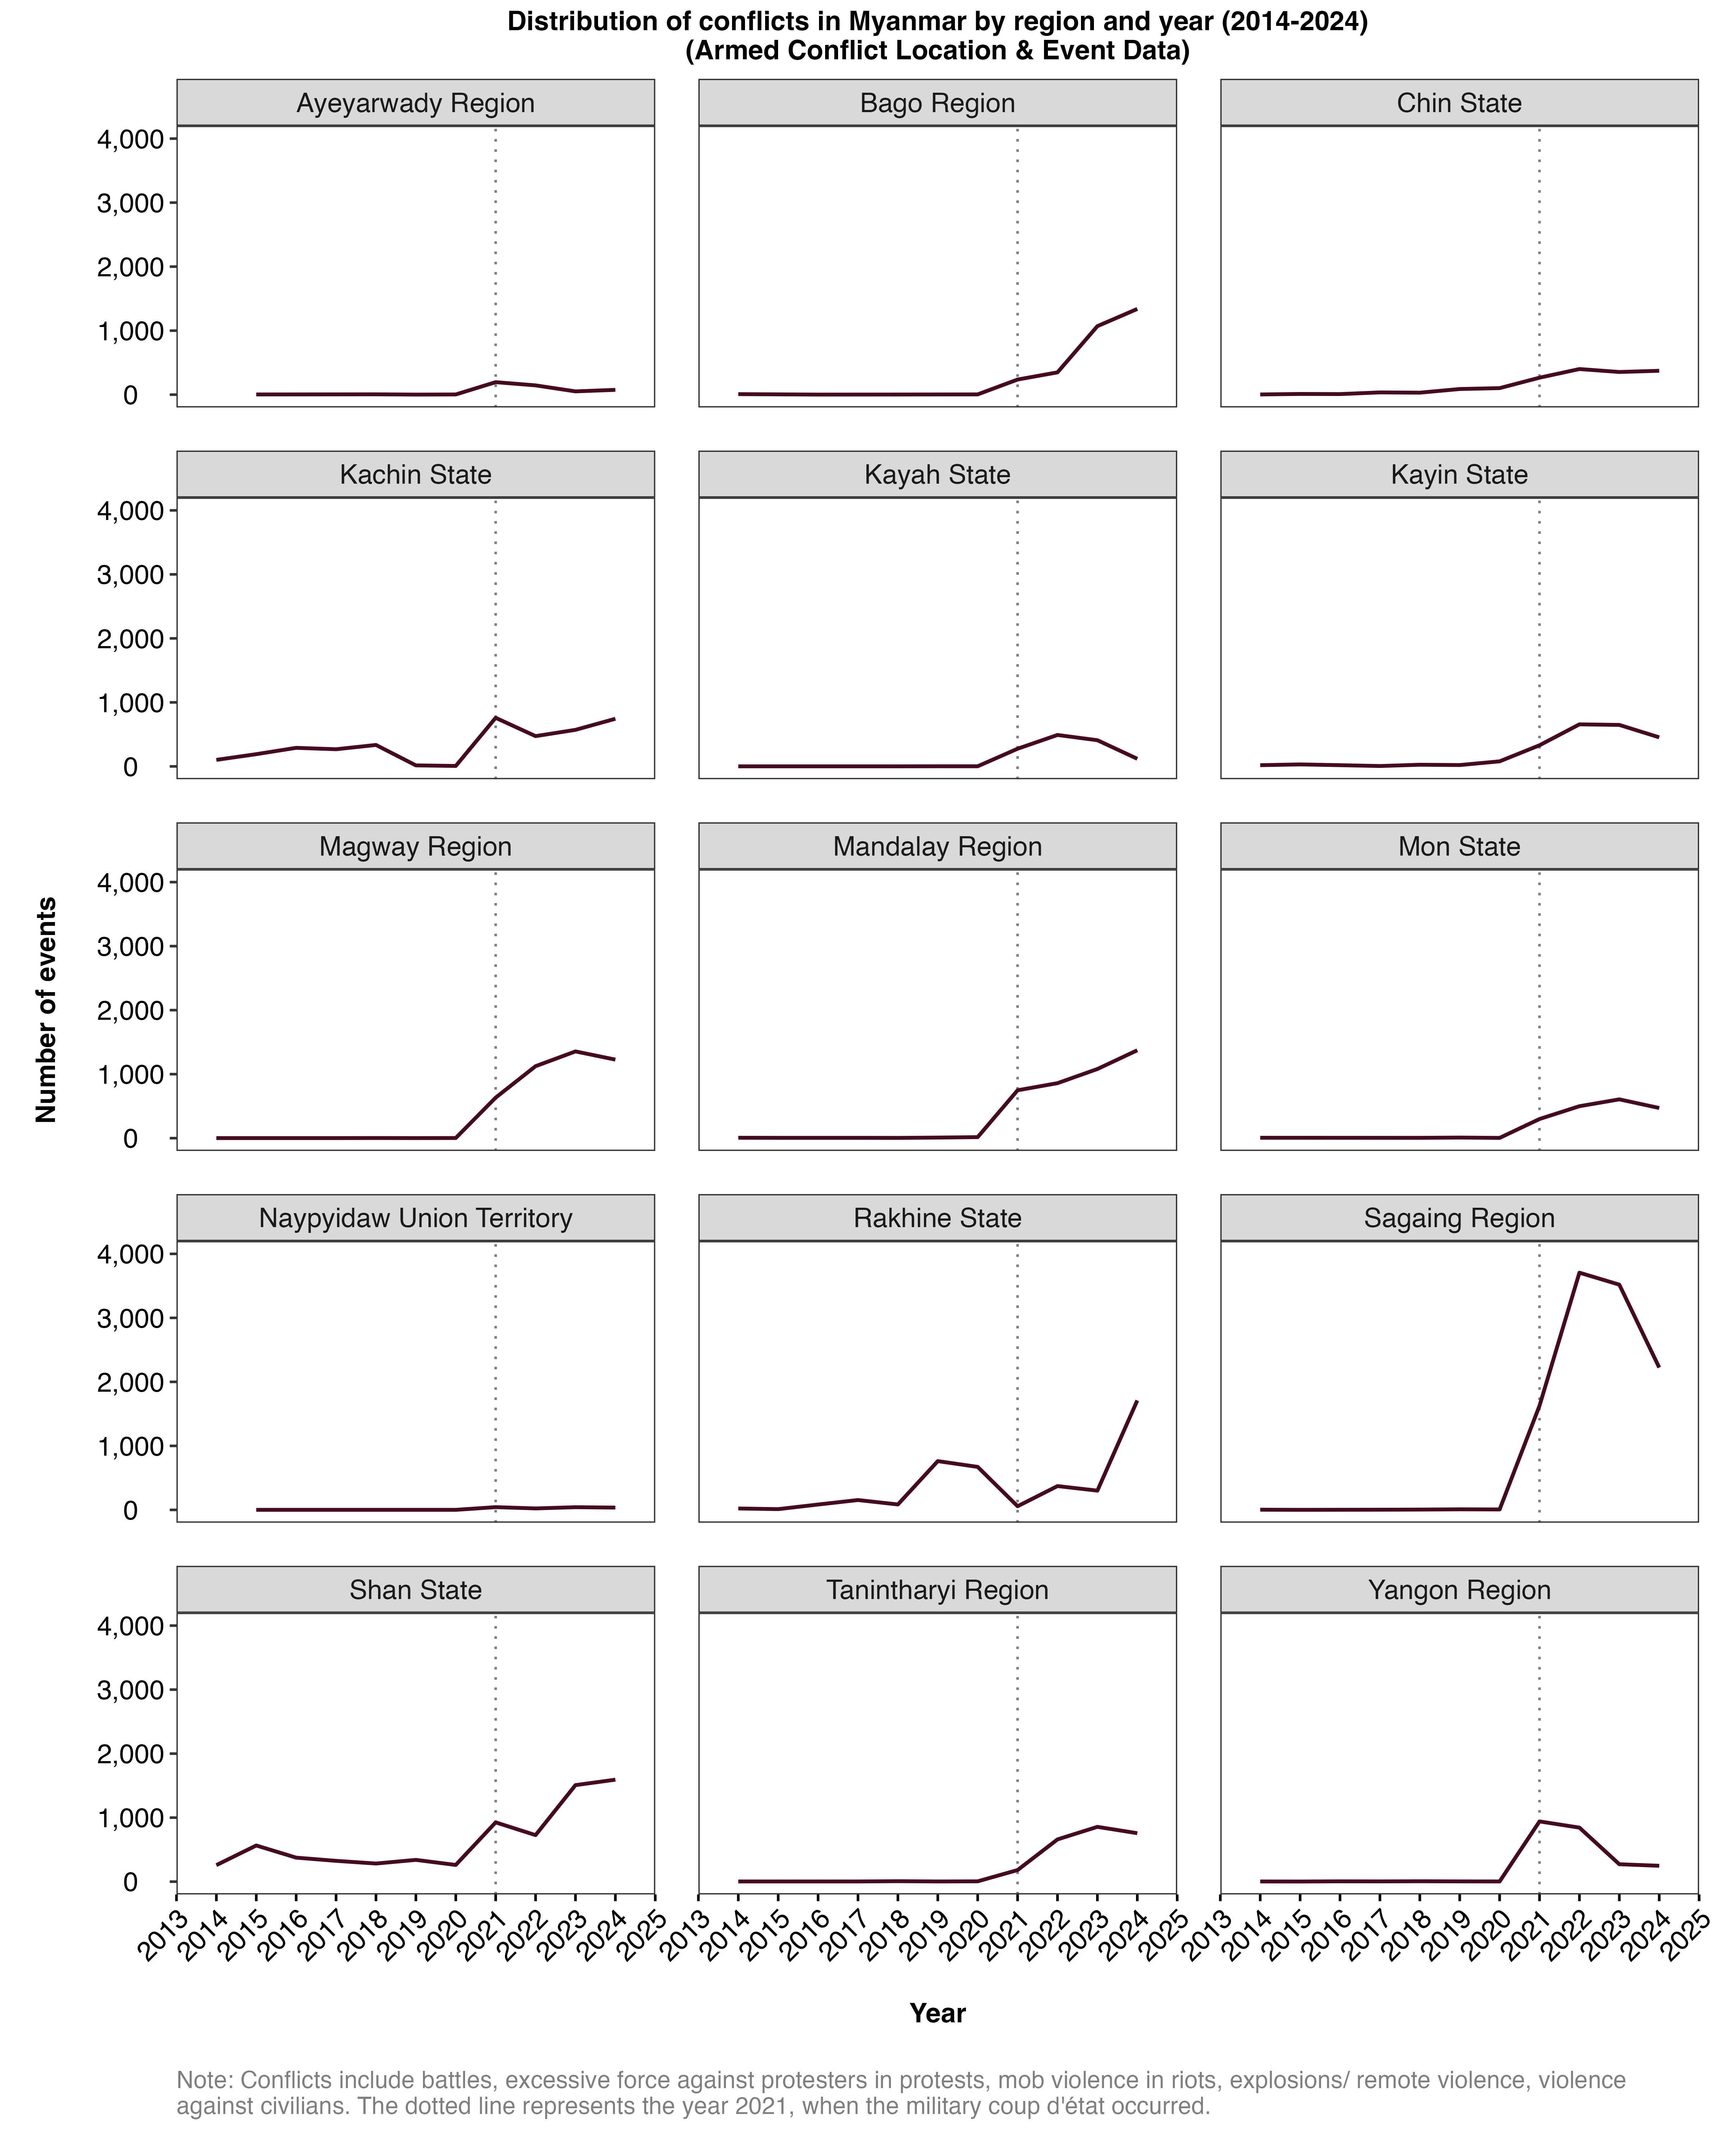 Distribution of conflicts in Myanmar by region and year (2014-2024)
(Armed Conflict Location & Event Data)
Ayeyarwady Region
Bago Region
Chin State
4,000
3,000
2,000
1,000
0
Kachin State
Kayah State
Kayin State
4,000
3,000
2,000
1,000
0
Magway Region
Mandalay Region
Mon State
4,000
3,000
2,000
1,000
0
Number of events
Naypyidaw Union Territory
Rakhine State
Sagaing Region
4,000
3,000
2,000
1,000
0
Shan State
Tanintharyi Region
Yangon Region
4,000
3,000
2,000
1,000
0
2013 2014 2015 2016 2017 2018 2019 2020 2021 2022 2023 2024 2025
2013 2014 2015 2016 2017 2018 2019 2020 2021 2022 2023 2024 2025
2013 2014 2015 2016 2017 2018 2019 2020 2021 2022 2023 2024 2025
Year
Note: Conflicts include battles, excessive force against protesters in protests, mob violence in riots, explosions/ remote violence, violence
against civilians. The dotted line represents the year 2021, when the military coup d'état occurred.